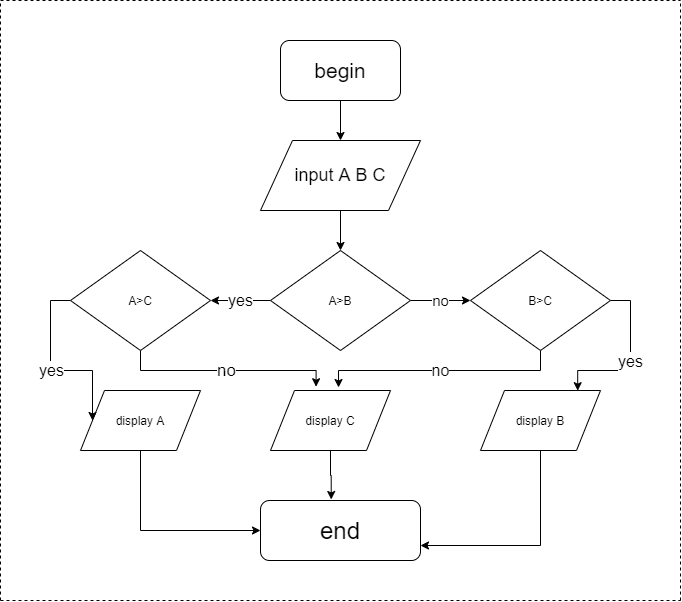 begin
input A B C
A>C
yes
A>B
no
B>C
yes
no
no
yes
display A
display C
display B
end